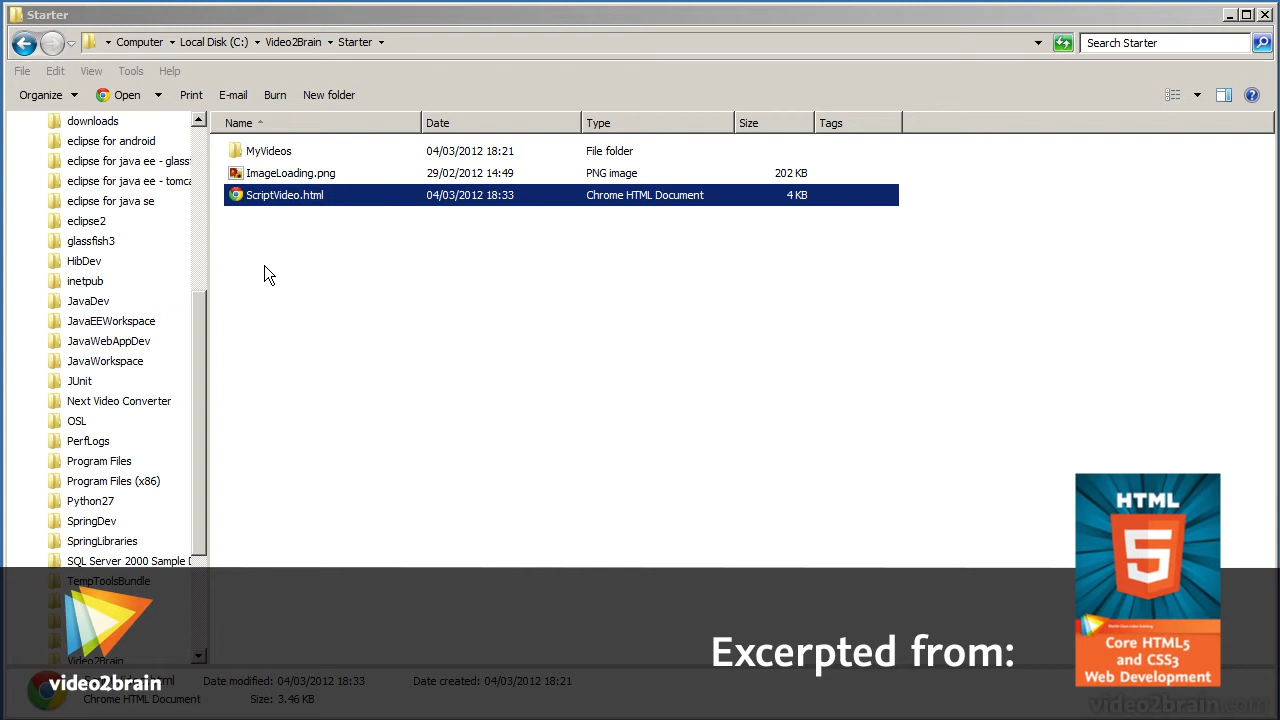 Starter
Computer Local Disk (C:) Video2Brain Starter
Search Starter
File Edit View Tools Help
Organize Open Print E-mail Burn New folder
Name Date Type Size Tags
MyVideos 04/03/2012 18:21 File folder
ImageLoading.png 29/02/2012 14:49 PNG image 202 KB
ScriptVideo.html 04/03/2012 18:33 Chrome HTML Document 4 KB
downloads
eclipse for android
eclipse for java ee - glass
eclipse for java ee - tomca
eclipse for java se
eclipse2
glassfish3
HibDev
inetpub
JavaDev
JavaEEWorkspace
JavaWebAppDev
JavaWorkspace
JUnit
Next Video Converter
OSL
PerfLogs
Program Files
Program Files (x86)
Python27
SpringDev
SpringLibraries
SQL Server 2000 Sample D
TempToolsBundle
Video2Brain
video2brain
Date modified: 04/03/2012 18:33 Date created: 04/03/2012 18:21
Chrome HTML Document Size: 3.46 KB
Excerpted from:
HTML
5
Core HTML5
and CSS3
Web Development
video2brain.com